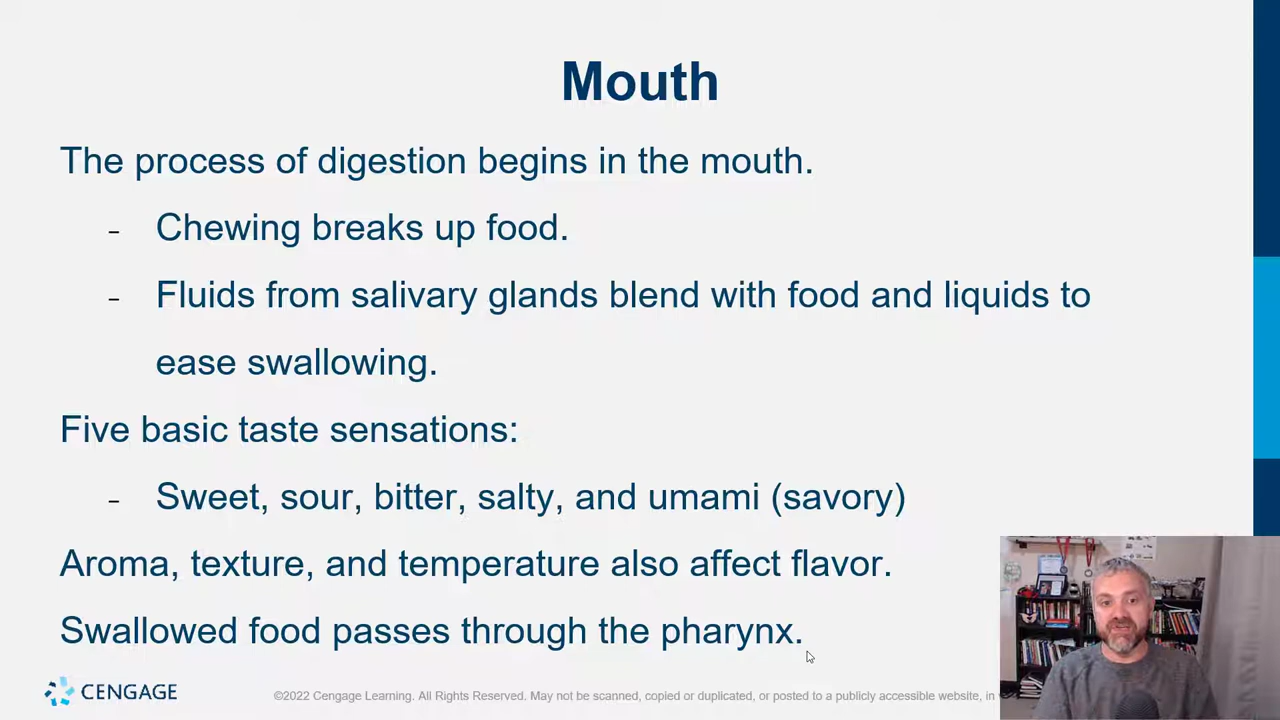 Mouth
The process of digestion begins in the mouth.
- Chewing breaks up food.
- Fluids from salivary glands blend with food and liquids to
ease swallowing.
Five basic taste sensations:
- Sweet, sour, bitter, salty, and umami (savory)
Aroma, texture, and temperature also affect flavor.
Swallowed food passes through the pharynx.
CENGAGE
©2022 Cengage Learning. All Rights Reserved. May not be scanned, copied or duplicated, or posted to a publicly accessible website, in